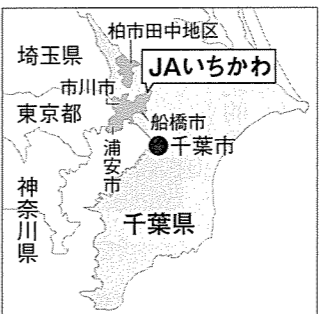 柏市田中地区
埼玉県
JAいちかわ
市川市
東京都
船橋市
千葉市
浦安市
神奈川県
千葉県